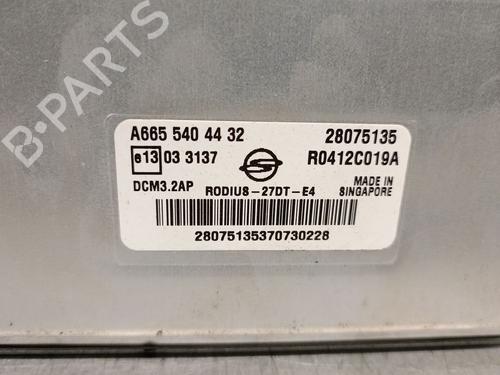 B-PARTS
A665 540 44 32 28075135
e13 03 3137 R0412C019A
DCM3.2AP RODIUS-27DT-E4 MADE IN SINGAPORE
28075135370730228